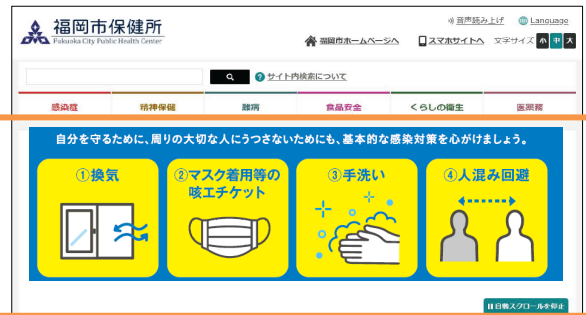 福岡市保健所
Fukuoka City Public Health Center
音声読み上げ Language
福岡市ホームページへ スマホサイトへ 文字サイズ 小 中 大
サイト内検索について
感染症 精神保健 難病 食品安全 くらしの衛生 医薬務
自分を守るために、周りの大切な人にうつさないためにも、基本的な感染対策を心がけましょう。
①換気
②マスク着用等の
咳エチケット
③手洗い
④人混み回避
自動スクロールを停止